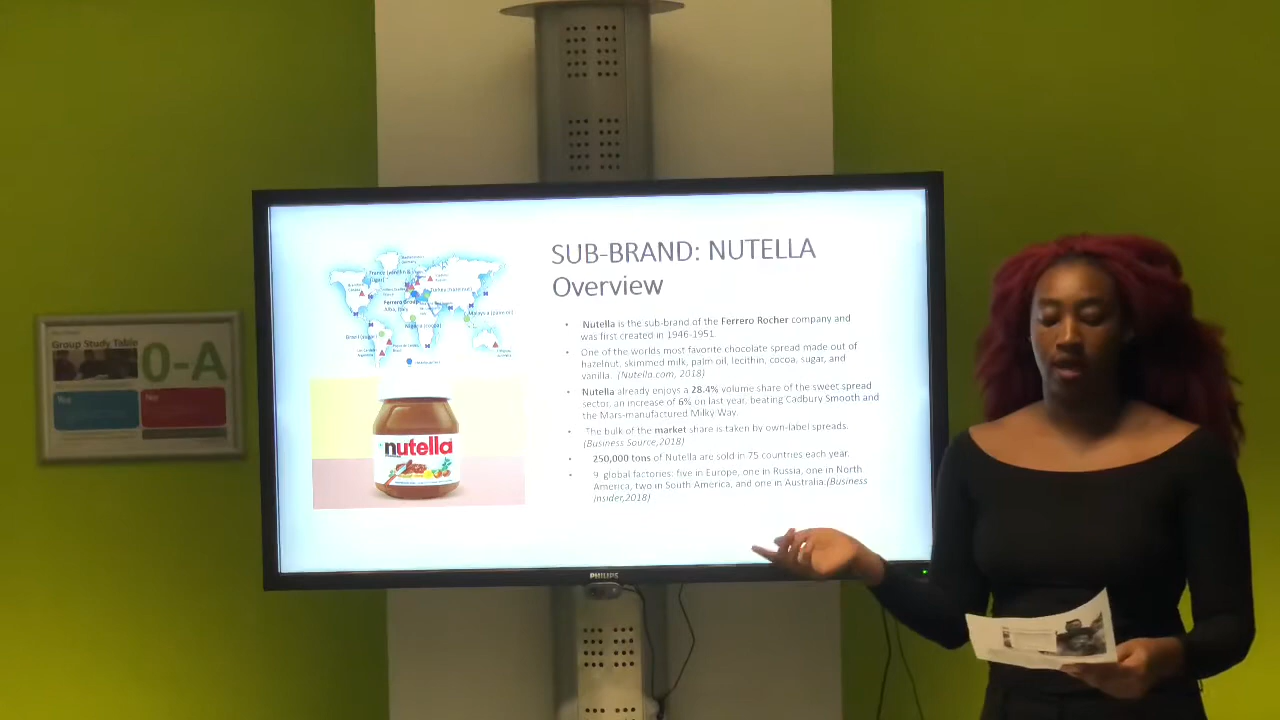 SUB-BRAND: NUTELLA
Overview
• Nutella is the sub-brand of the Ferrero Rocher company and
was first created in 1946-1951.
• One of the worlds most favorite chocolate spread made out of
hazelnut, skimmed milk, palm oil, lecithin, cocoa, sugar, and
vanilla. (Nutella.com, 2018)
• Nutella already enjoys a 28.4% volume share of the sweet spread
sector, an increase of 6% on last year, beating Cadbury Smooth and
the Mars-manufactured Milky Way.
• The bulk of the market share is taken by own-label spreads.
(Business Source,2018)
• 250,000 tons of Nutella are sold in 75 countries each year.
• 9 global factories: five in Europe, one in Russia, one in North
America, two in South America, and one in Australia.(Business
Insider,2018)
Ferrero Group
Alba, Italy
nutella
PHILIPS
Group Study Table
0-A
Yes
No